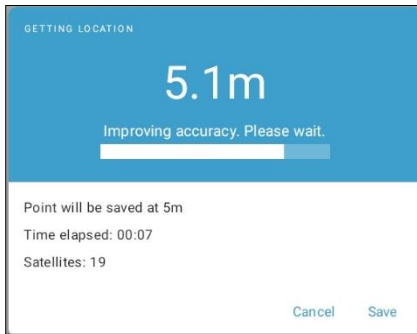 GETTING LOCATION
5.1m
Improving accuracy. Please wait.
Point will be saved at 5m
Time elapsed: 00:07
Satellites: 19
Cancel Save